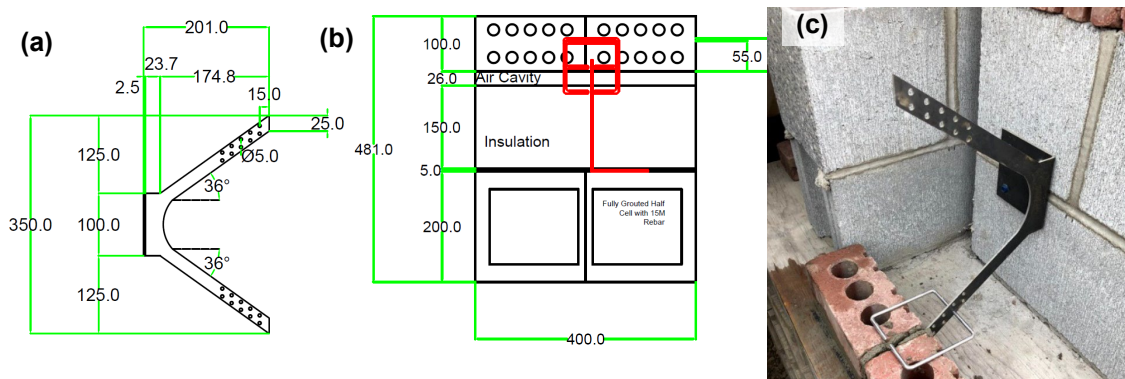 (a)
201.0
23.7
2.5
174.8
15.0
25.0
125.0
Ø5.0
36°
350.0
100.0
36°
125.0
(b)
100.0
55.0
26.0
Air Cavity
150.0
Insulation
481.0
5.0
200.0
Fully Grouted Half
Cell with 15M
Rebar
400.0
(c)